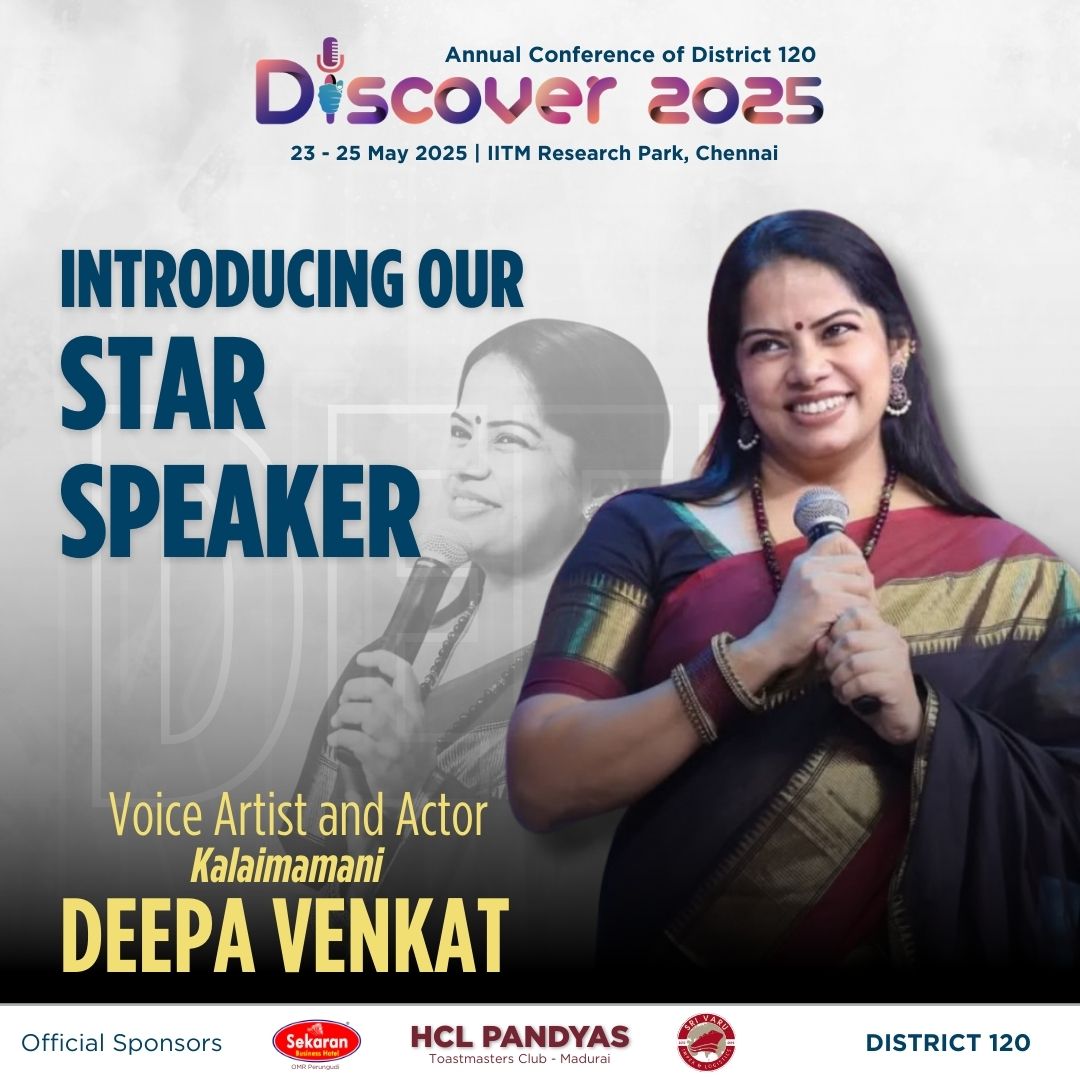 Annual Conference of District 120
Discover 2025
23 - 25 May 2025 | IITM Research Park, Chennai
INTRODUCING OUR
STAR
SPEAKER
Voice Artist and Actor
Kalaimamani
DEEPA VENKAT
Official Sponsors
Sekaran
Business Hotel
OMR Perungudi
HCL PANDYAS
Toastmasters Club - Madurai
SRI VARU
DISTRICT 120